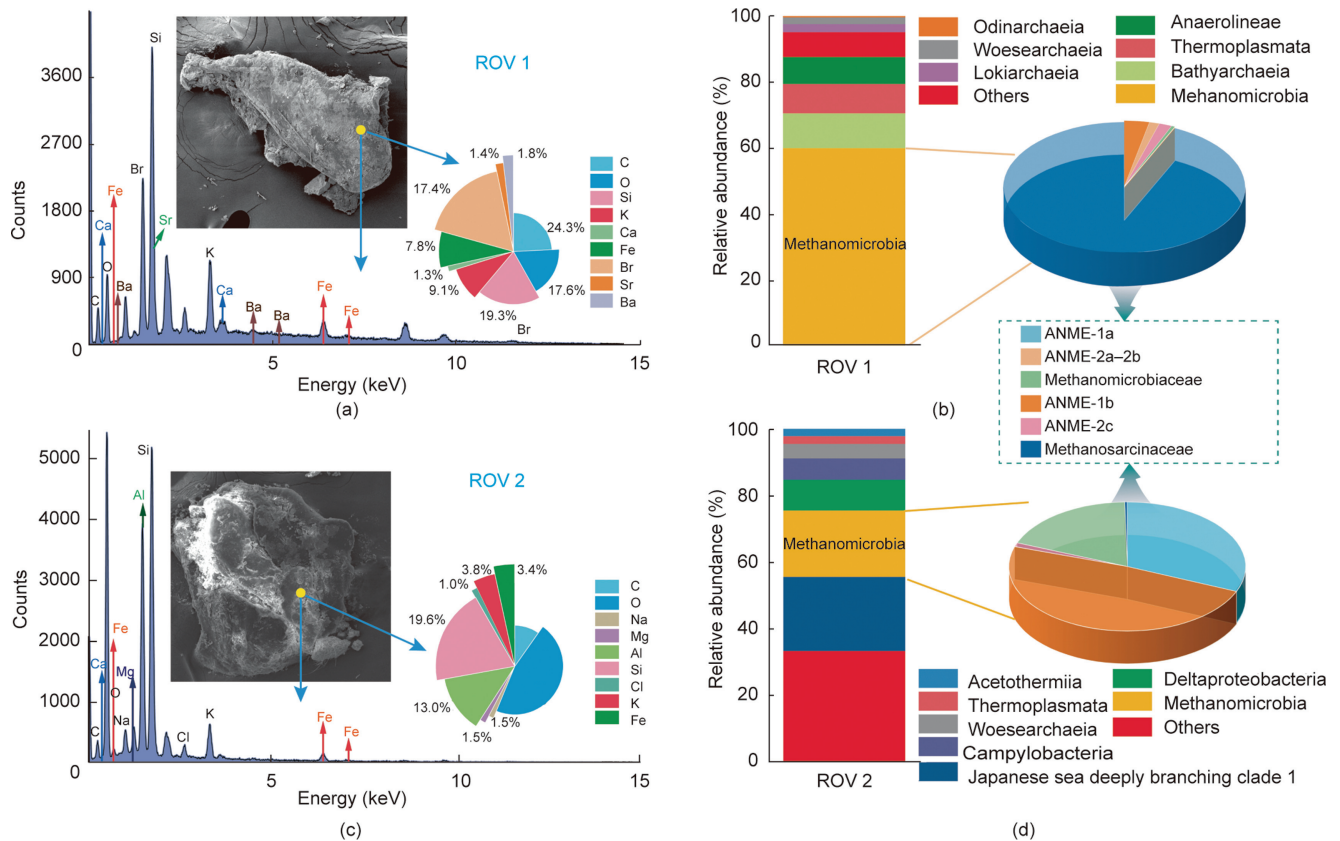 Counts
3600
2700
1800
900
0
Si
Br
Fe
Ca
Sr
O
C
Ba
K
Ca
Ba
Ba
Fe
Fe
Br
5
10
15
Energy (keV)
(a)
ROV 1
1.4%
1.8%
17.4%
24.3%
7.8%
1.3%
9.1%
17.6%
19.3%
C
O
Si
K
Ca
Fe
Br
Sr
Ba
Relative abundance (%)
100
80
60
40
20
0
Methanomicrobia
ROV 1
(b)
Odinarchaeia
Woesearchaeia
Lokiarchaeia
Others
Anaerolineae
Thermoplasmata
Bathyarchaeia
Mehanomicrobia
ANME-1a
ANME-2a–2b
Methanomicrobiaceae
ANME-1b
ANME-2c
Methanosarcinaceae
Counts
5000
4000
3000
2000
1000
0
Si
Al
Fe
Ca
O
Mg
Na
C
Cl
K
Fe
Fe
5
10
15
Energy (keV)
(c)
ROV 2
3.8%
3.4%
1.0%
19.6%
13.0%
1.5%
1.5%
C
O
Na
Mg
Al
Si
Cl
K
Fe
Relative abundance (%)
100
80
60
40
20
0
Methanomicrobia
ROV 2
Acetothermiia
Thermoplasmata
Woesearchaeia
Campylobacteria
Japanese sea deeply branching clade 1
Deltaproteobacteria
Methanomicrobia
Others
(d)